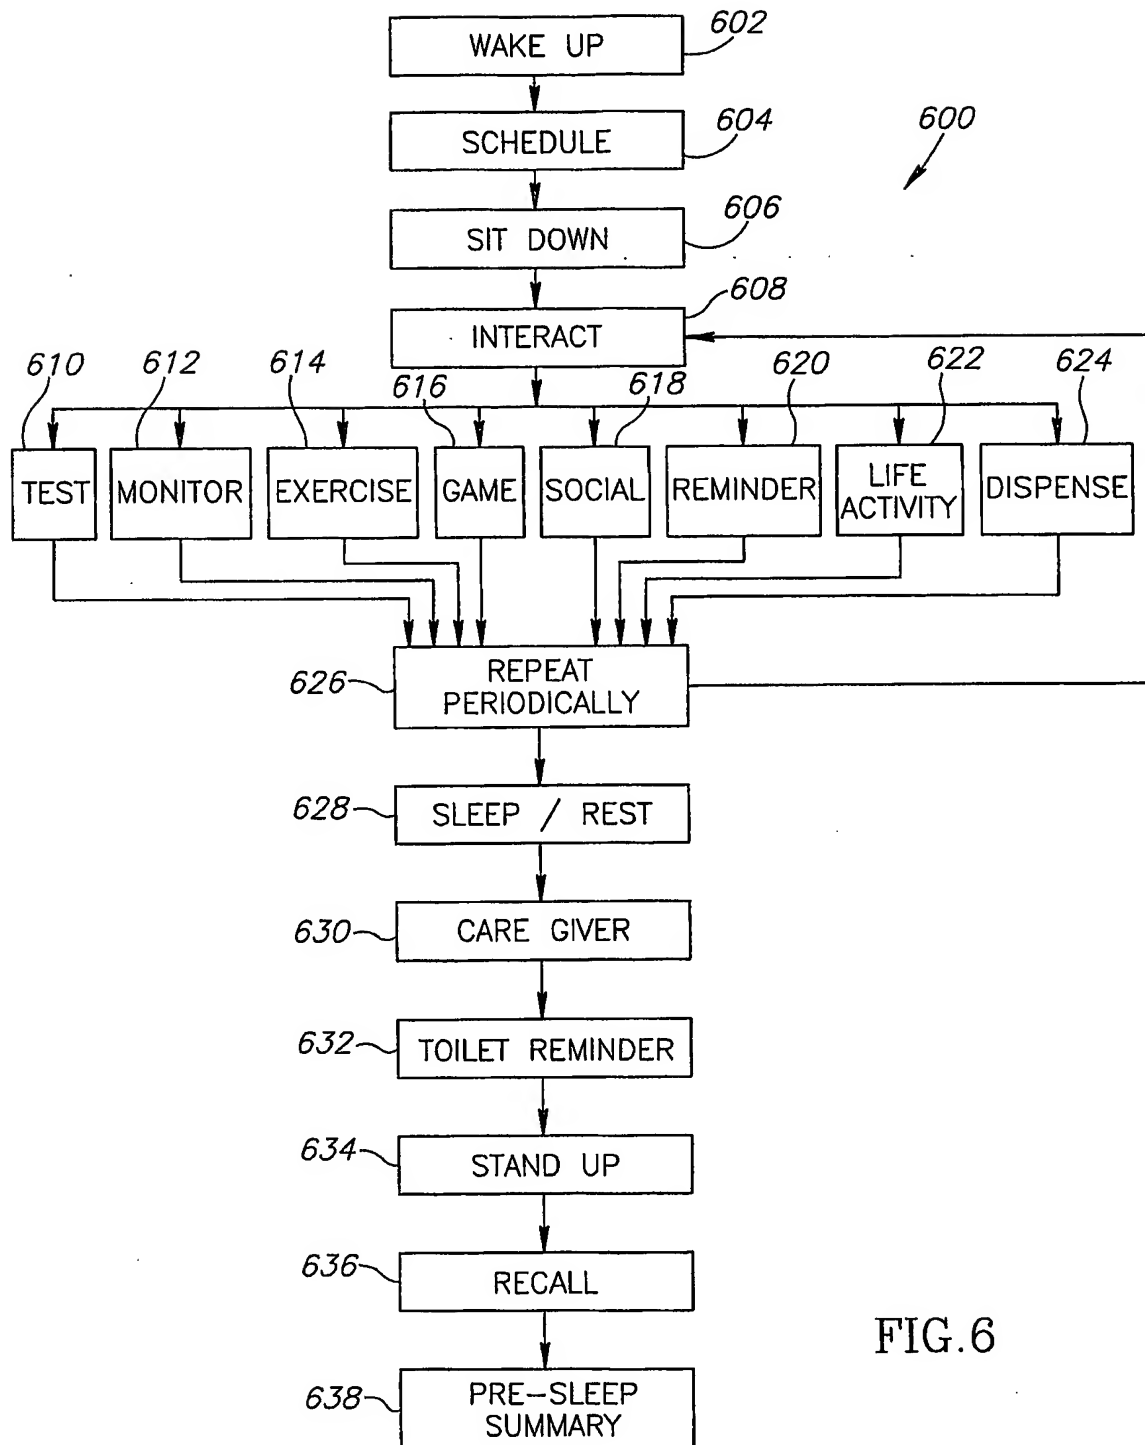 WAKE UP
602
SCHEDULE
604
600
SIT DOWN
606
INTERACT
608
610
612
614
616
618
620
622
624
TEST
MONITOR
EXERCISE
GAME
SOCIAL
REMINDER
LIFE
ACTIVITY
DISPENSE
626
REPEAT
PERIODICALLY
628
SLEEP / REST
630
CARE GIVER
632
TOILET REMINDER
634
STAND UP
636
RECALL
638
PRE-SLEEP
SUMMARY
FIG.6